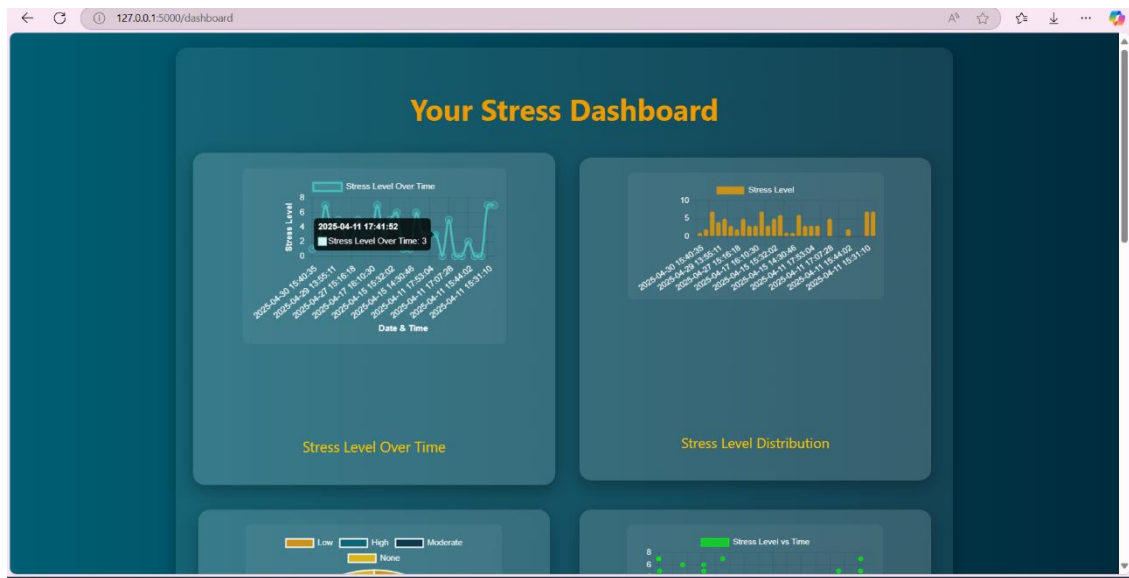 127.0.0.1:5000/dashboard
Your Stress Dashboard
Stress Level Over Time
8
6
4
2
0
Stress Level
2025-04-11 17:41:52
Stress Level Over Time: 3
2025-04-30 15:40:35
2025-04-29 13:55:11
2025-04-27 15:16:18
2025-04-17 16:10:30
2025-04-15 15:32:02
2025-04-15 14:30:46
2025-04-11 17:53:04
2025-04-11 17:07:28
2025-04-11 15:44:02
2025-04-11 15:31:10
Date & Time
Stress Level Over Time
Stress Level
10
5
0
2025-04-30 15:40:35
2025-04-29 13:55:11
2025-04-27 15:16:18
2025-04-17 16:10:30
2025-04-15 15:32:02
2025-04-15 14:30:46
2025-04-11 17:53:04
2025-04-11 17:07:28
2025-04-11 15:44:02
2025-04-11 15:31:10
Stress Level Distribution
Low High Moderate
None
Stress Level vs Time
8
6